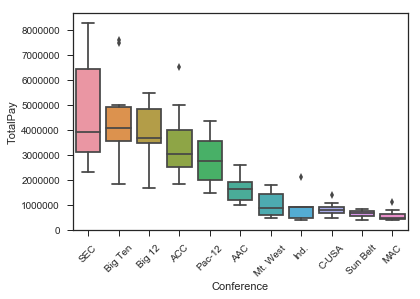 8000000
7000000
6000000
5000000
4000000
3000000
2000000
1000000
0
TotalPay
SEC
Big Ten
Big 12
ACC
Pac-12
AAC
Mt. West
Ind.
C-USA
Sun Belt
MAC
Conference